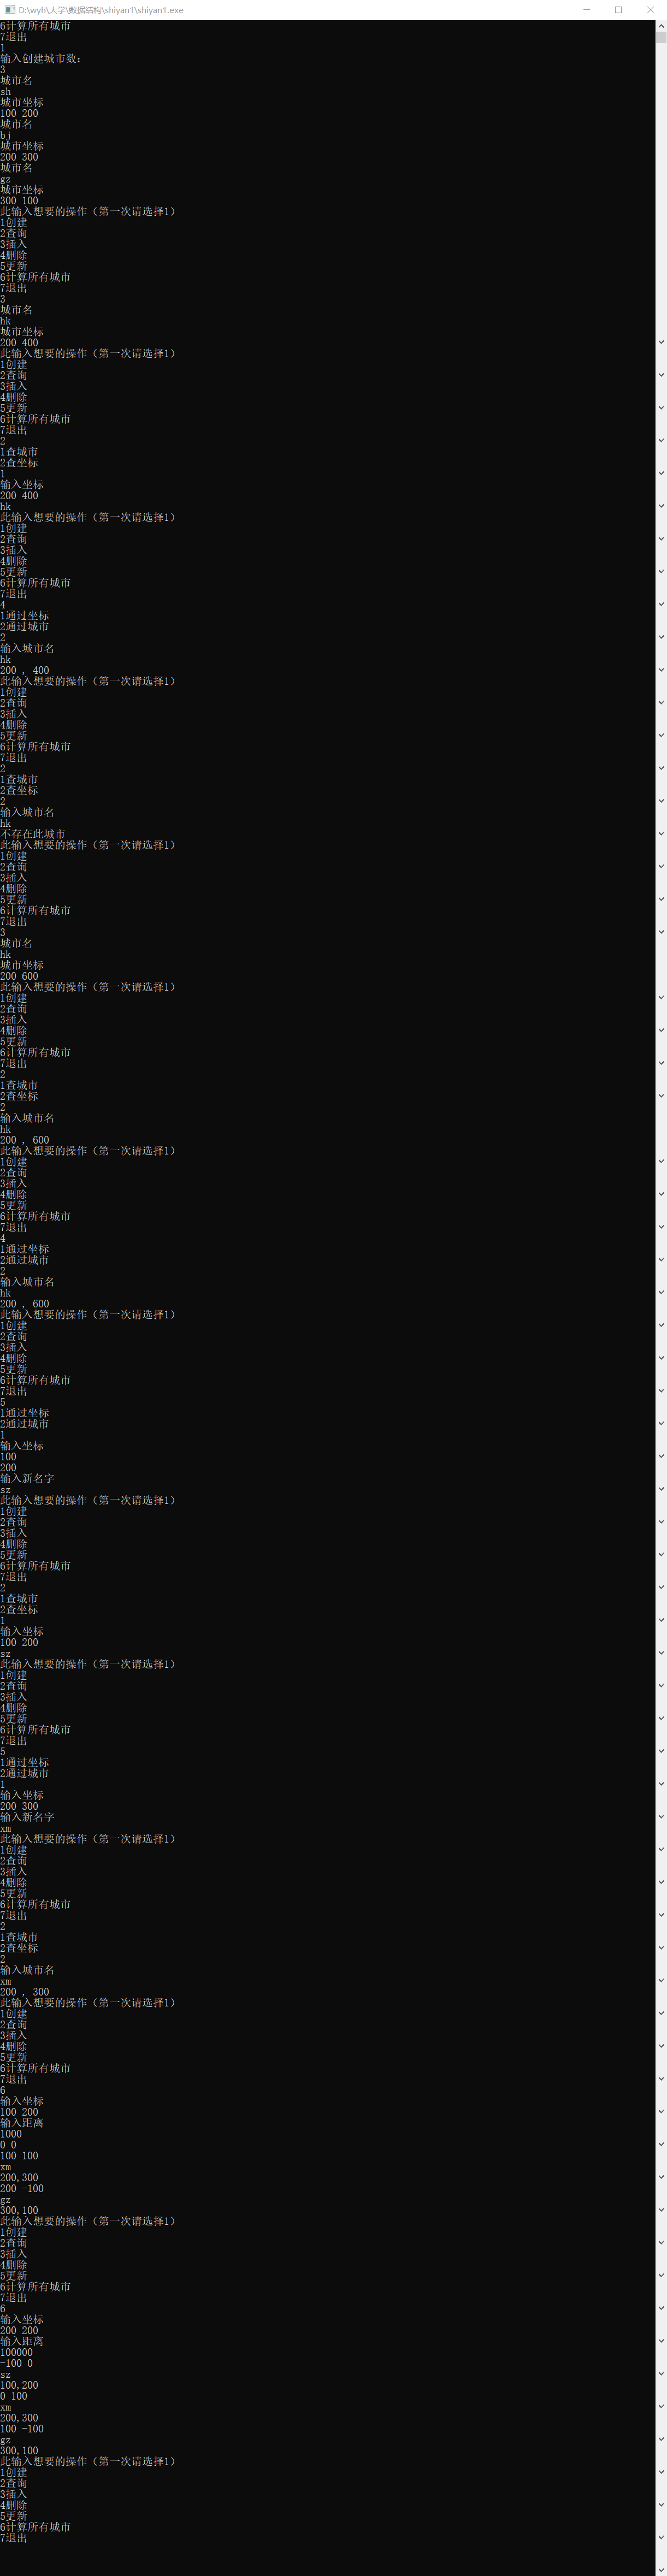 D:\wyh\大学\数据结构\shiyan1\shiyan1.exe
6计算所有城市
7退出
1
输入创建城市数：
3
城市名
sh
城市坐标
100 200
城市名
bj
城市坐标
200 300
城市名
gz
城市坐标
300 100
此输入想要的操作（第一次请选择1）
1创建
2查询
3插入
4删除
5更新
6计算所有城市
7退出
3
城市名
hk
城市坐标
200 400
此输入想要的操作（第一次请选择1）
1创建
2查询
3插入
4删除
5更新
6计算所有城市
7退出
2
1查城市
2查坐标
1
输入坐标
200 400
hk
此输入想要的操作（第一次请选择1）
1创建
2查询
3插入
4删除
5更新
6计算所有城市
7退出
4
1通过坐标
2通过城市
2
输入城市名
hk
200 , 400
此输入想要的操作（第一次请选择1）
1创建
2查询
3插入
4删除
5更新
6计算所有城市
7退出
2
1查城市
2查坐标
2
输入城市名
hk
不存在此城市
此输入想要的操作（第一次请选择1）
1创建
2查询
3插入
4删除
5更新
6计算所有城市
7退出
3
城市名
hk
城市坐标
200 600
此输入想要的操作（第一次请选择1）
1创建
2查询
3插入
4删除
5更新
6计算所有城市
7退出
2
1查城市
2查坐标
2
输入城市名
hk
200 , 600
此输入想要的操作（第一次请选择1）
1创建
2查询
3插入
4删除
5更新
6计算所有城市
7退出
4
1通过坐标
2通过城市
2
输入城市名
hk
200 , 600
此输入想要的操作（第一次请选择1）
1创建
2查询
3插入
4删除
5更新
6计算所有城市
7退出
5
1通过坐标
2通过城市
1
输入坐标
100
200
输入新名字
sz
此输入想要的操作（第一次请选择1）
1创建
2查询
3插入
4删除
5更新
6计算所有城市
7退出
2
1查城市
2查坐标
1
输入坐标
100 200
sz
此输入想要的操作（第一次请选择1）
1创建
2查询
3插入
4删除
5更新
6计算所有城市
7退出
5
1通过坐标
2通过城市
1
输入坐标
200 300
输入新名字
xm
此输入想要的操作（第一次请选择1）
1创建
2查询
3插入
4删除
5更新
6计算所有城市
7退出
2
1查城市
2查坐标
2
输入城市名
xm
200 , 300
此输入想要的操作（第一次请选择1）
1创建
2查询
3插入
4删除
5更新
6计算所有城市
7退出
6
输入坐标
100 200
输入距离
1000
0 0
100 100
xm
200,300
200 -100
gz
300,100
此输入想要的操作（第一次请选择1）
1创建
2查询
3插入
4删除
5更新
6计算所有城市
7退出
6
输入坐标
200 200
输入距离
100000
-100 0
sz
100,200
0 100
xm
200,300
100 -100
gz
300,100
此输入想要的操作（第一次请选择1）
1创建
2查询
3插入
4删除
5更新
6计算所有城市
7退出